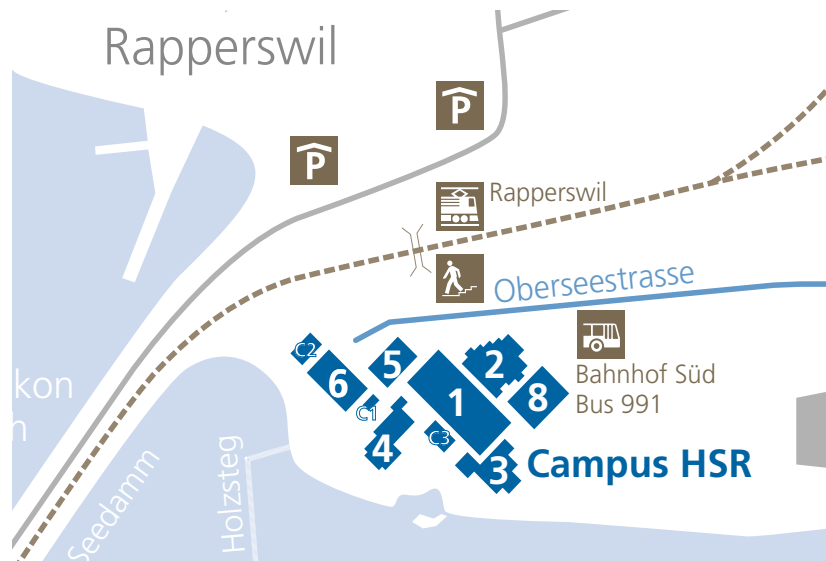 Rapperswil
P
P
Rapperswil
Oberseestrasse
Bahnhof Süd
Bus 991
C2
5
2
6
1
8
C1
C3
4
3
Campus HSR
kon
n
Seedamm
Holzsteg